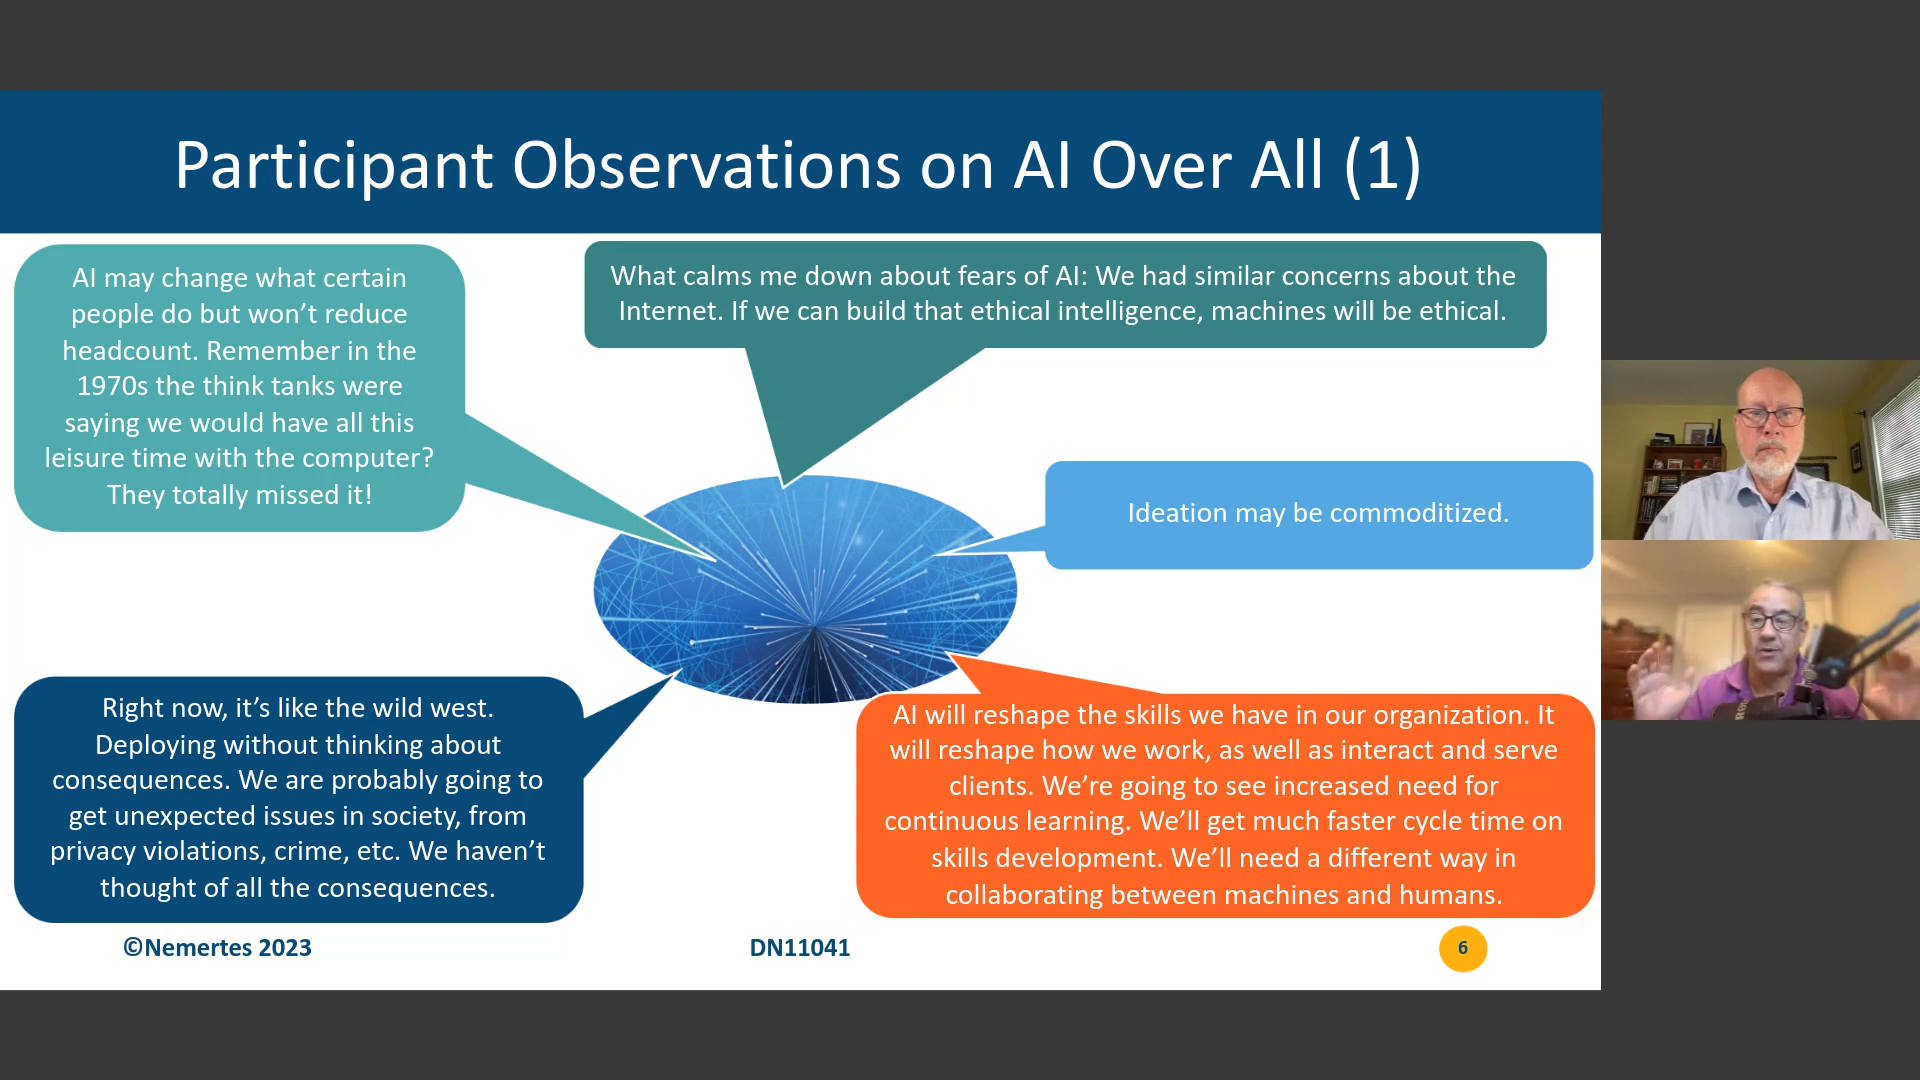 Participant Observations on AI Over All (1)
AI may change what certain
people do but won’t reduce
headcount. Remember in the
1970s the think tanks were
saying we would have all this
leisure time with the computer?
They totally missed it!
What calms me down about fears of AI: We had similar concerns about the
Internet. If we can build that ethical intelligence, machines will be ethical.
Ideation may be commoditized.
Right now, it’s like the wild west.
Deploying without thinking about
consequences. We are probably going to
get unexpected issues in society, from
privacy violations, crime, etc. We haven’t
thought of all the consequences.
AI will reshape the skills we have in our organization. It
will reshape how we work, as well as interact and serve
clients. We’re going to see increased need for
continuous learning. We’ll get much faster cycle time on
skills development. We’ll need a different way in
collaborating between machines and humans.
©Nemertes 2023
DN11041
6